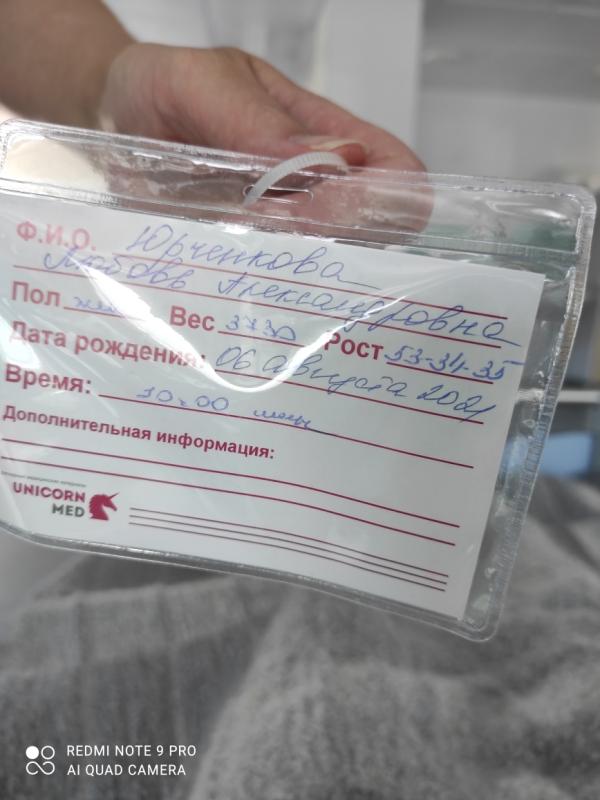 Ф.И.О. Юрченкова
Любовь Александровна
Пол жен Вес 3730 Рост 53-34-35
Дата рождения: 06 августа 2021
Время: 10-00
Дополнительная информация:
UNICORN
MED
REDMI NOTE 9 PRO
AI QUAD CAMERA